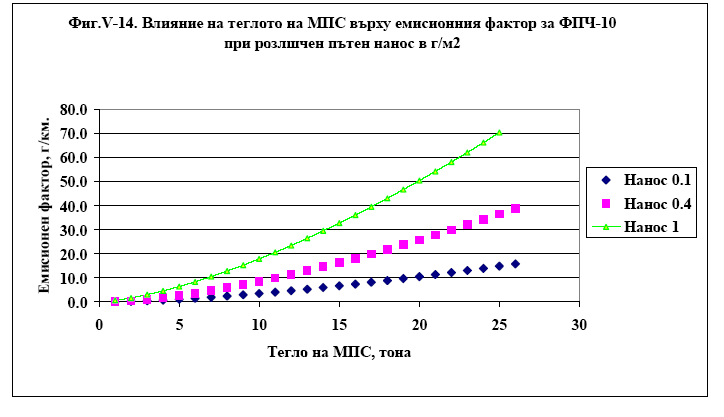 Фиг.V-14. Влияние на теглото на МПС върху емисионния фактор за ФПЧ-10
при розлшчен пътен нанос в г/м2
Емисионен фактор, г/км.
80.0
70.0
60.0
50.0
40.0
30.0
20.0
10.0
0.0
0 5 10 15 20 25 30
Тегло на МПС, тона
Нанос 0.1
Нанос 0.4
Нанос 1